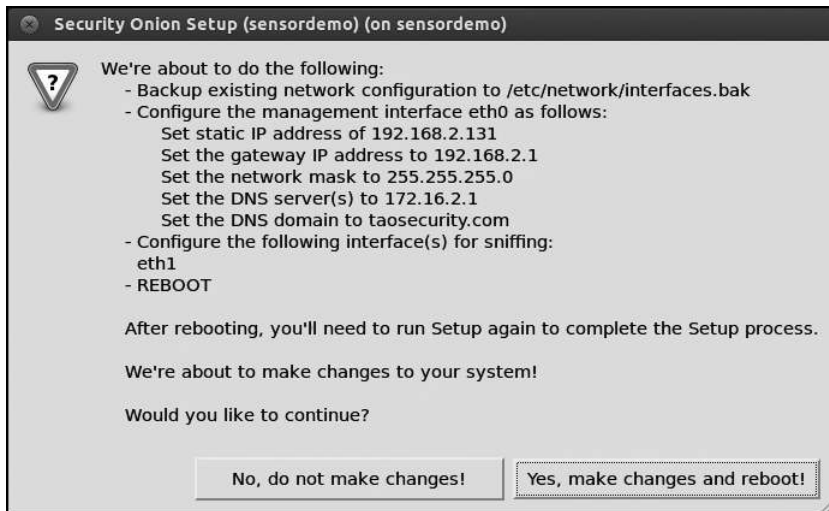 Security Onion Setup (sensordemo) (on sensordemo)
?
We're about to do the following:
- Backup existing network configuration to /etc/network/interfaces.bak
- Configure the management interface eth0 as follows:
Set static IP address of 192.168.2.131
Set the gateway IP address to 192.168.2.1
Set the network mask to 255.255.255.0
Set the DNS server(s) to 172.16.2.1
Set the DNS domain to taosecurity.com
- Configure the following interface(s) for sniffing:
eth1
- REBOOT
After rebooting, you'll need to run Setup again to complete the Setup process.
We're about to make changes to your system!
Would you like to continue?
No, do not make changes!
Yes, make changes and reboot!